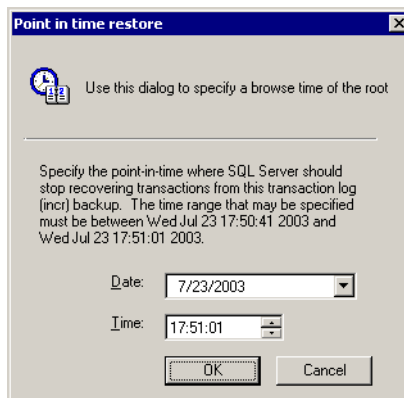 Point in time restore
Use this dialog to specify a browse time of the root
Specify the point-in-time where SQL Server should
stop recovering transactions from this transaction log
(incr) backup. The time range that may be specified
must be between Wed Jul 23 17:50:41 2003 and
Wed Jul 23 17:51:01 2003.
Date: 7/23/2003
Time: 17:51:01
OK Cancel